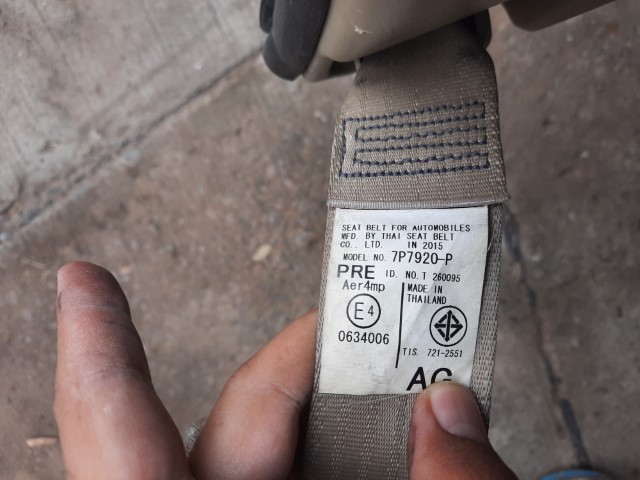 SEAT BELT FOR AUTOMOBILES
MFD. BY THAI SEAT BELT
CO., LTD. IN 2015
MODEL NO. 7P7920-P
PRE ID. NO. T 260095
Aer4mp
E4
0634006
MADE IN
THAILAND
TIS. 721-2551